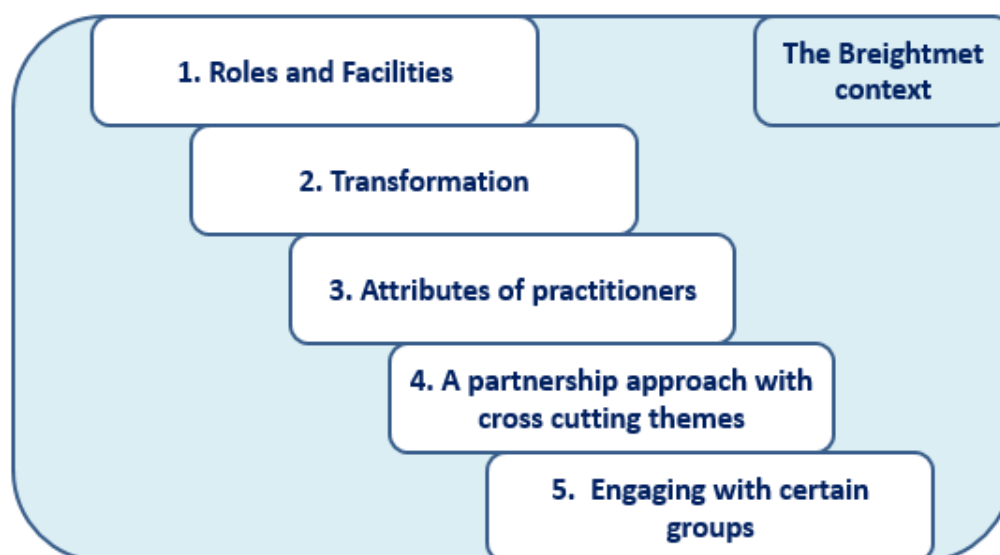 1. Roles and Facilities
The Breightmet
context
2. Transformation
3. Attributes of practitioners
4. A partnership approach with
cross cutting themes
5.  Engaging with certain
groups